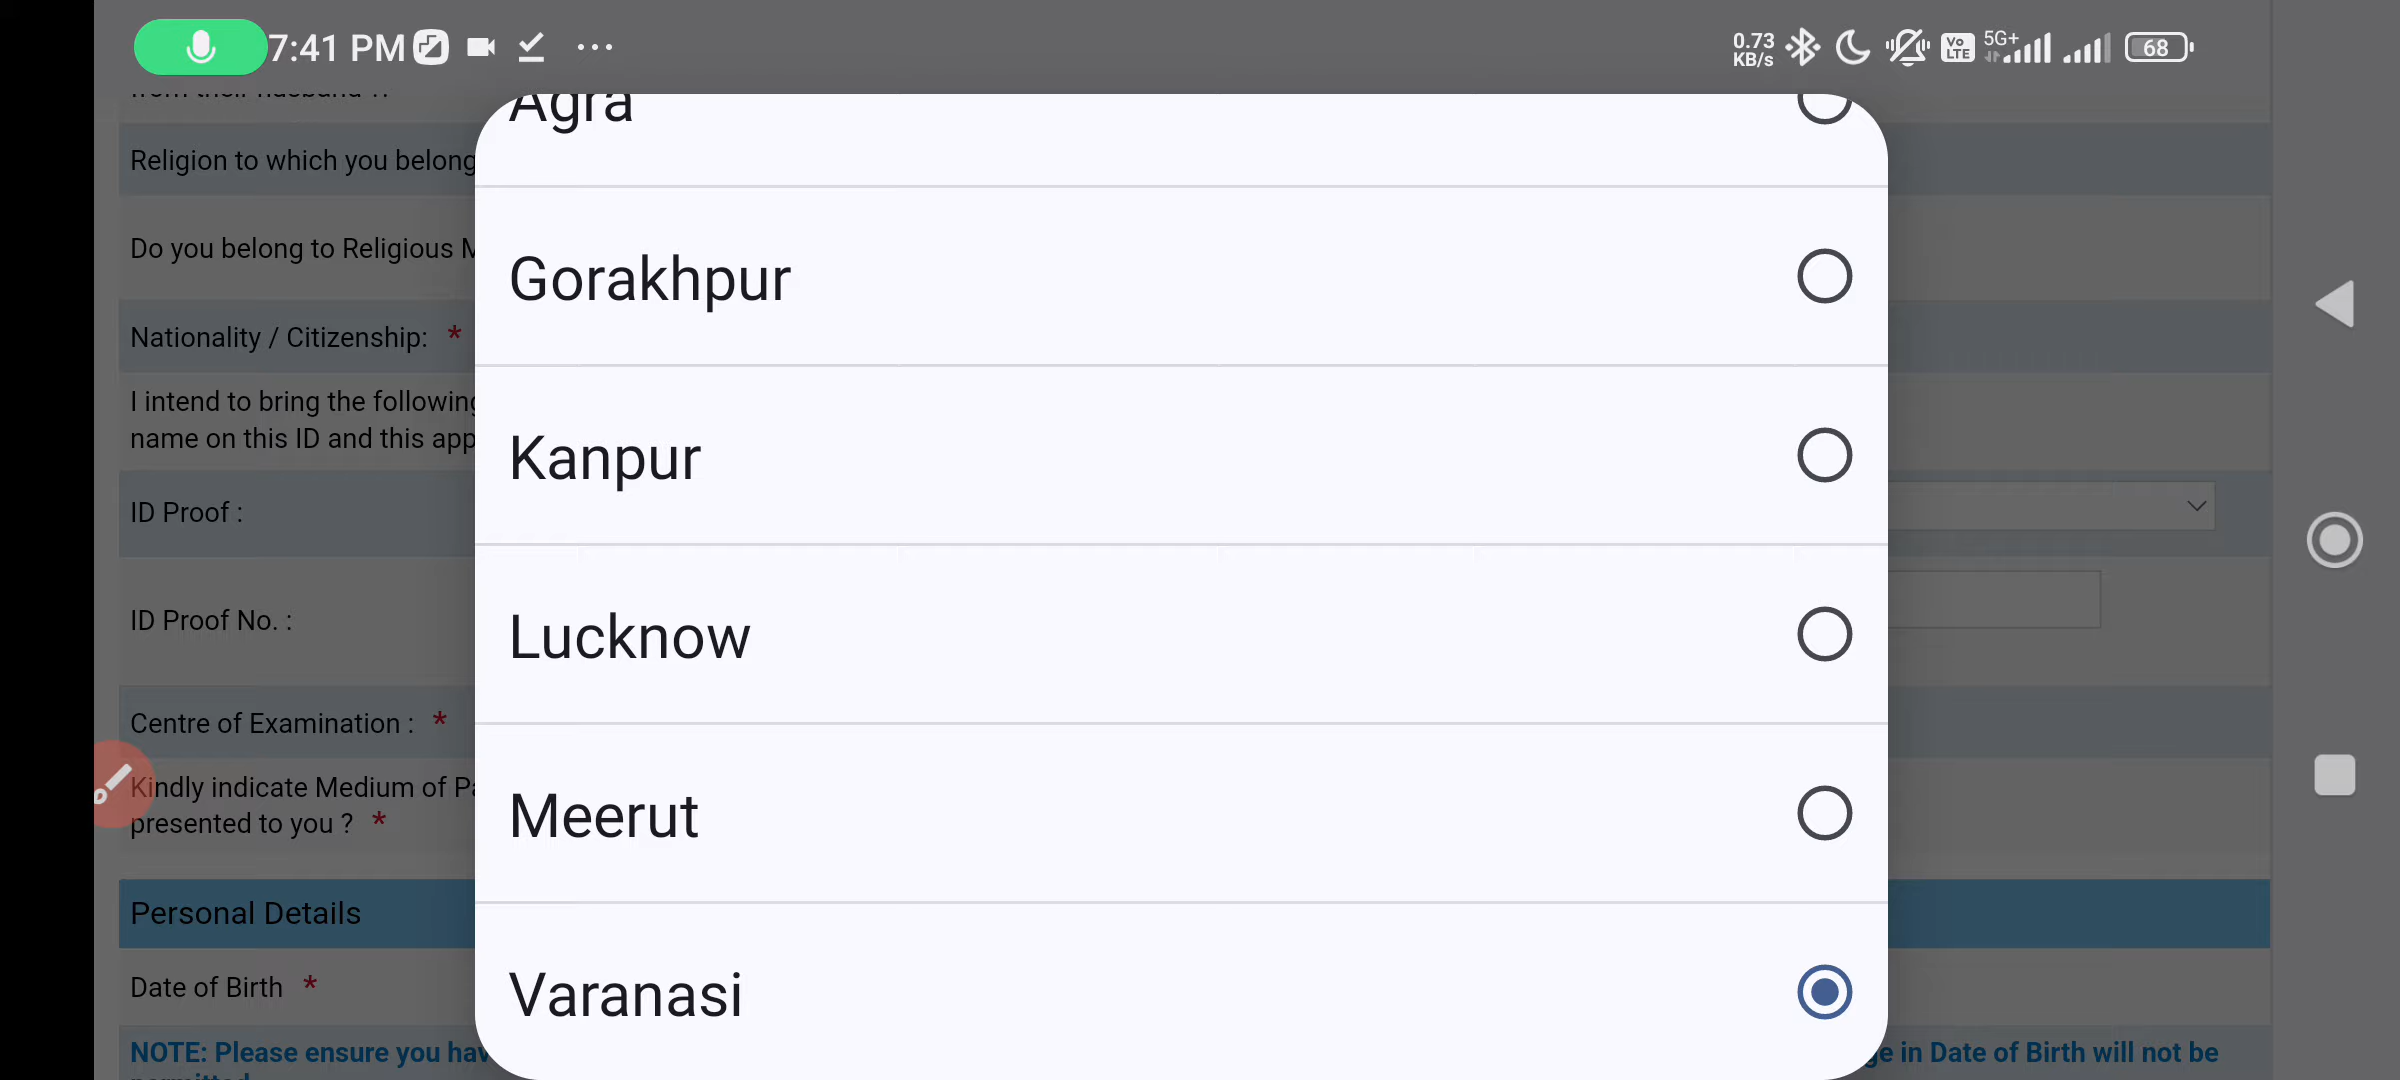 7:41 PM
0.73
KB/s
Vo
LTE
5G+
68
Agra
Religion to which you belong
Gorakhpur
Do you belong to Religious
Nationality / Citizenship: *
I intend to bring the following
name on this ID and this app
Kanpur
ID Proof :
ID Proof No. :
Lucknow
Centre of Examination : *
Kindly indicate Medium of
presented to you ? *
Meerut
Personal Details
Date of Birth *
Varanasi
NOTE: Please ensure you hav
e in Date of Birth will not be